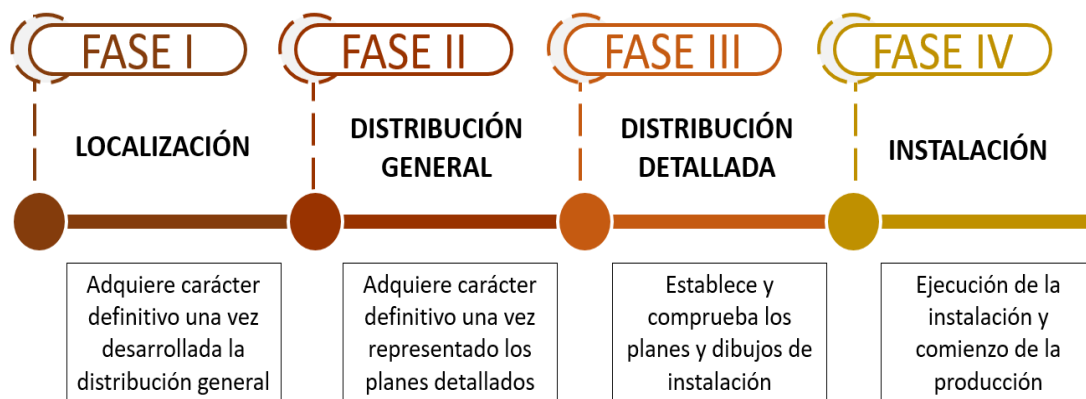 FASE I
FASE II
FASE III
FASE IV
LOCALIZACIÓN
DISTRIBUCIÓN
GENERAL
DISTRIBUCIÓN
DETALLADA
INSTALACIÓN
Adquiere carácter
definitivo una vez
desarrollada la
distribución general
Adquiere carácter
definitivo una vez
representado los
planes detallados
Establece y
comprueba los
planes y dibujos de
instalación
Ejecución de la
instalación y
comienzo de la
producción